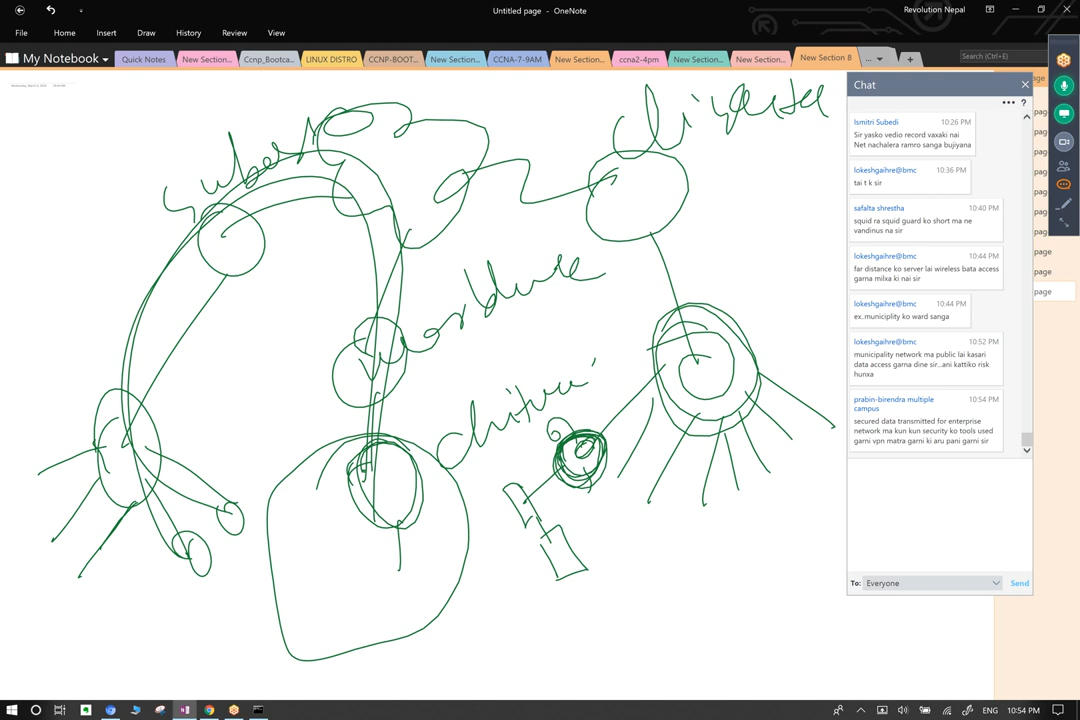 Untitled page - OneNote
Revolution Nepal
File Home Insert Draw History Review View
My Notebook
Quick Notes
New Section...
Ccnp_Bootca...
LINUX DISTRO
CCNP-BOOT...
New Section...
CCNA-7-9AM
New Section...
ccna2-4pm
New Section...
New Section...
New Section 8
...
Search (Ctrl+E)
Chat
Ismitri Subedi 10:26 PM
Sir yasko vedio record vaxaki nai
Net nachalera ramro sanga bujiyana
lokeshgaihre@bmc 10:36 PM
tai t k sir
safalta shrestha 10:40 PM
squid ra squid guard ko short ma ne
vandinus na sir
lokeshgaihre@bmc 10:44 PM
far distance ko server lai wireless bata access
garna milxa ki nai sir
lokeshgaihre@bmc 10:44 PM
ex..municiplity ko ward sanga
lokeshgaihre@bmc 10:52 PM
municipality network ma public lai kasari
data access garna dine sir...ani kattiko risk
hunxa
prabin-birendra multiple 10:54 PM
campus
secured data transmitted for enterprise
network ma kun kun security ko tools used
garni vpn matra garni ki aru pani garni sir
To: Everyone Send
page
page
page
page
ENG 10:54 PM